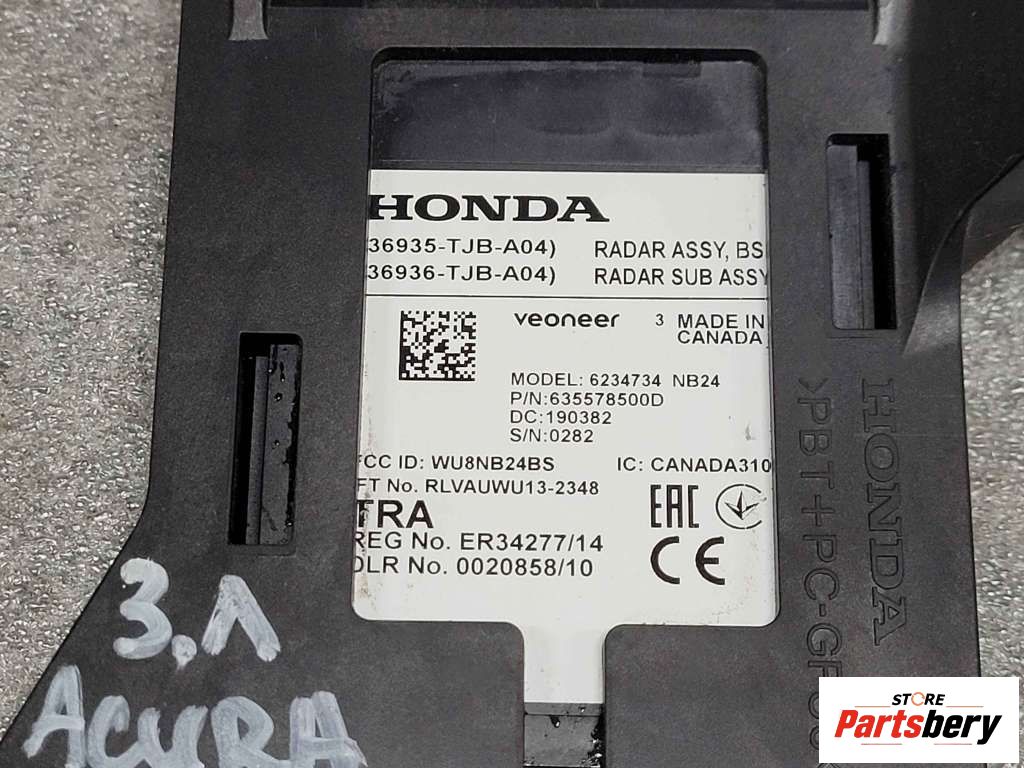 HONDA
36935-TJB-A04) RADAR ASSY, BS
36936-TJB-A04) RADAR SUB ASSY
veoneer 3 MADE IN
CANADA
MODEL: 6234734 NB24
P/N:635578500D
DC:190382
S/N:0282
FCC ID: WU8NB24BS IC: CANADA310
FT No. RLVAUWU13-2348
TRA
REG No. ER34277/14
DLR No. 0020858/10
EAC
CE
HONDA
>PBT+PC-GF
3.Л
ACURA
STORE
Partsbery